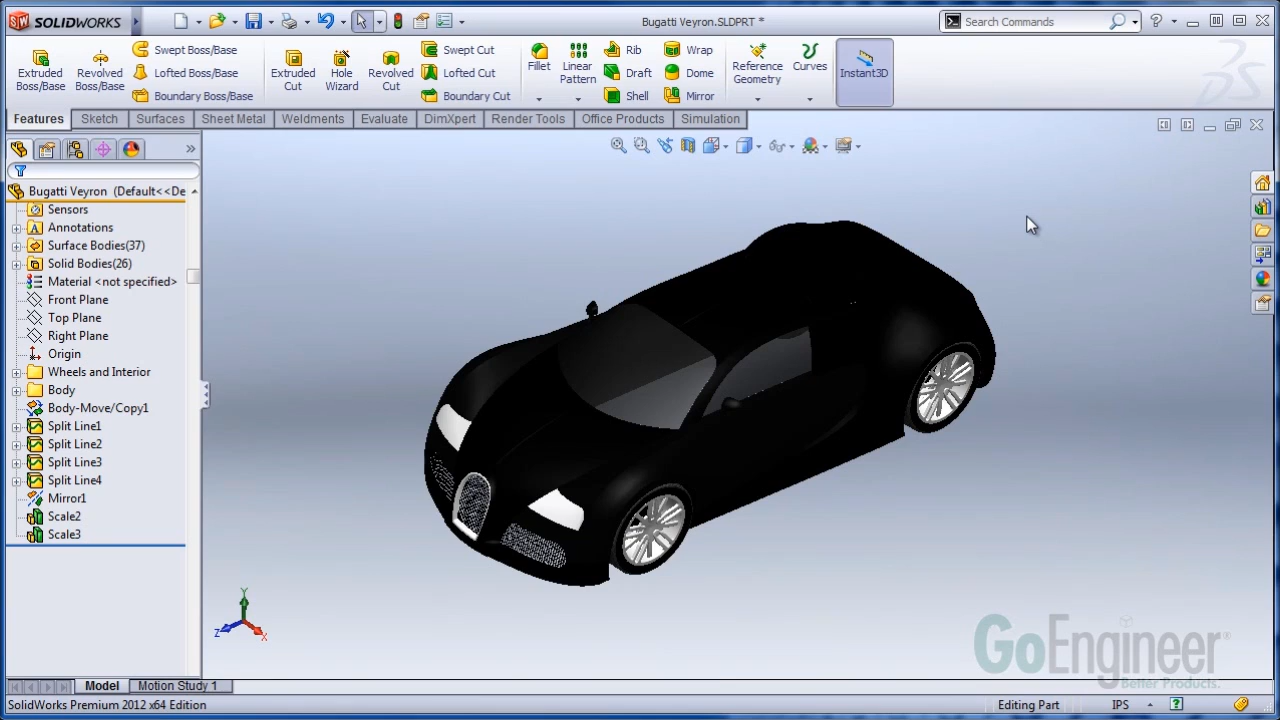 SOLIDWORKS
Bugatti Veyron.SLDPRT *
Search Commands
Extruded Boss/Base
Revolved Boss/Base
Swept Boss/Base
Lofted Boss/Base
Boundary Boss/Base
Extruded Cut
Hole Wizard
Revolved Cut
Swept Cut
Lofted Cut
Boundary Cut
Fillet
Linear Pattern
Rib
Draft
Shell
Wrap
Dome
Mirror
Reference Geometry
Curves
Instant3D
Features
Sketch
Surfaces
Sheet Metal
Weldments
Evaluate
DimXpert
Render Tools
Office Products
Simulation
Bugatti Veyron (Default<<De
Sensors
Annotations
Surface Bodies(37)
Solid Bodies(26)
Material <not specified>
Front Plane
Top Plane
Right Plane
Origin
Wheels and Interior
Body
Body-Move/Copy1
Split Line1
Split Line2
Split Line3
Split Line4
Mirror1
Scale2
Scale3
Y
Z
X
GoEngineer®
Better Products.
Model
Motion Study 1
SolidWorks Premium 2012 x64 Edition
Editing Part
IPS